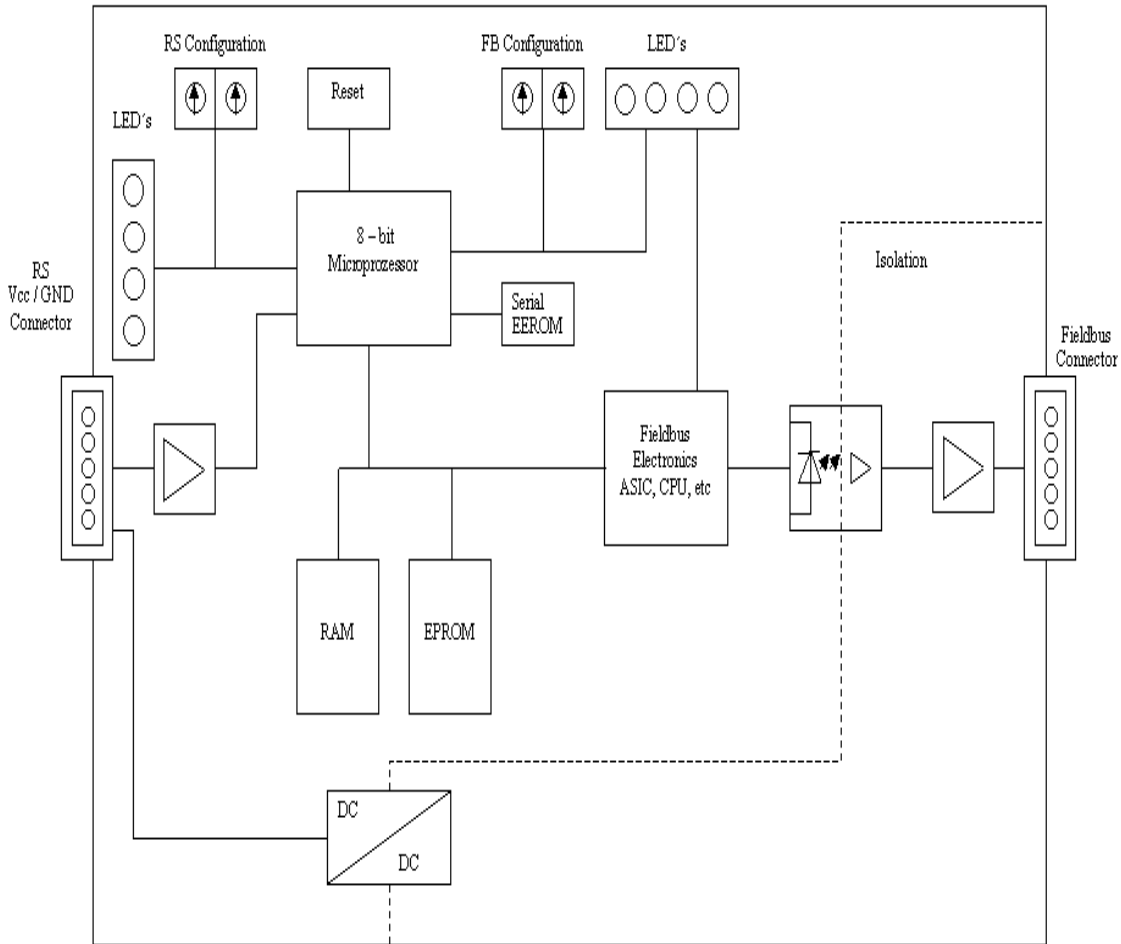 RS Configuration
FB Configuration
LED´s
Reset
LED´s
8 – bit
Microprozessor
Isolation
RS
Vcc / GND
Connector
Serial
EEROM
Fieldbus
Connector
Fieldbus
Electronics
ASIC, CPU, etc
RAM
EPROM
DC
DC